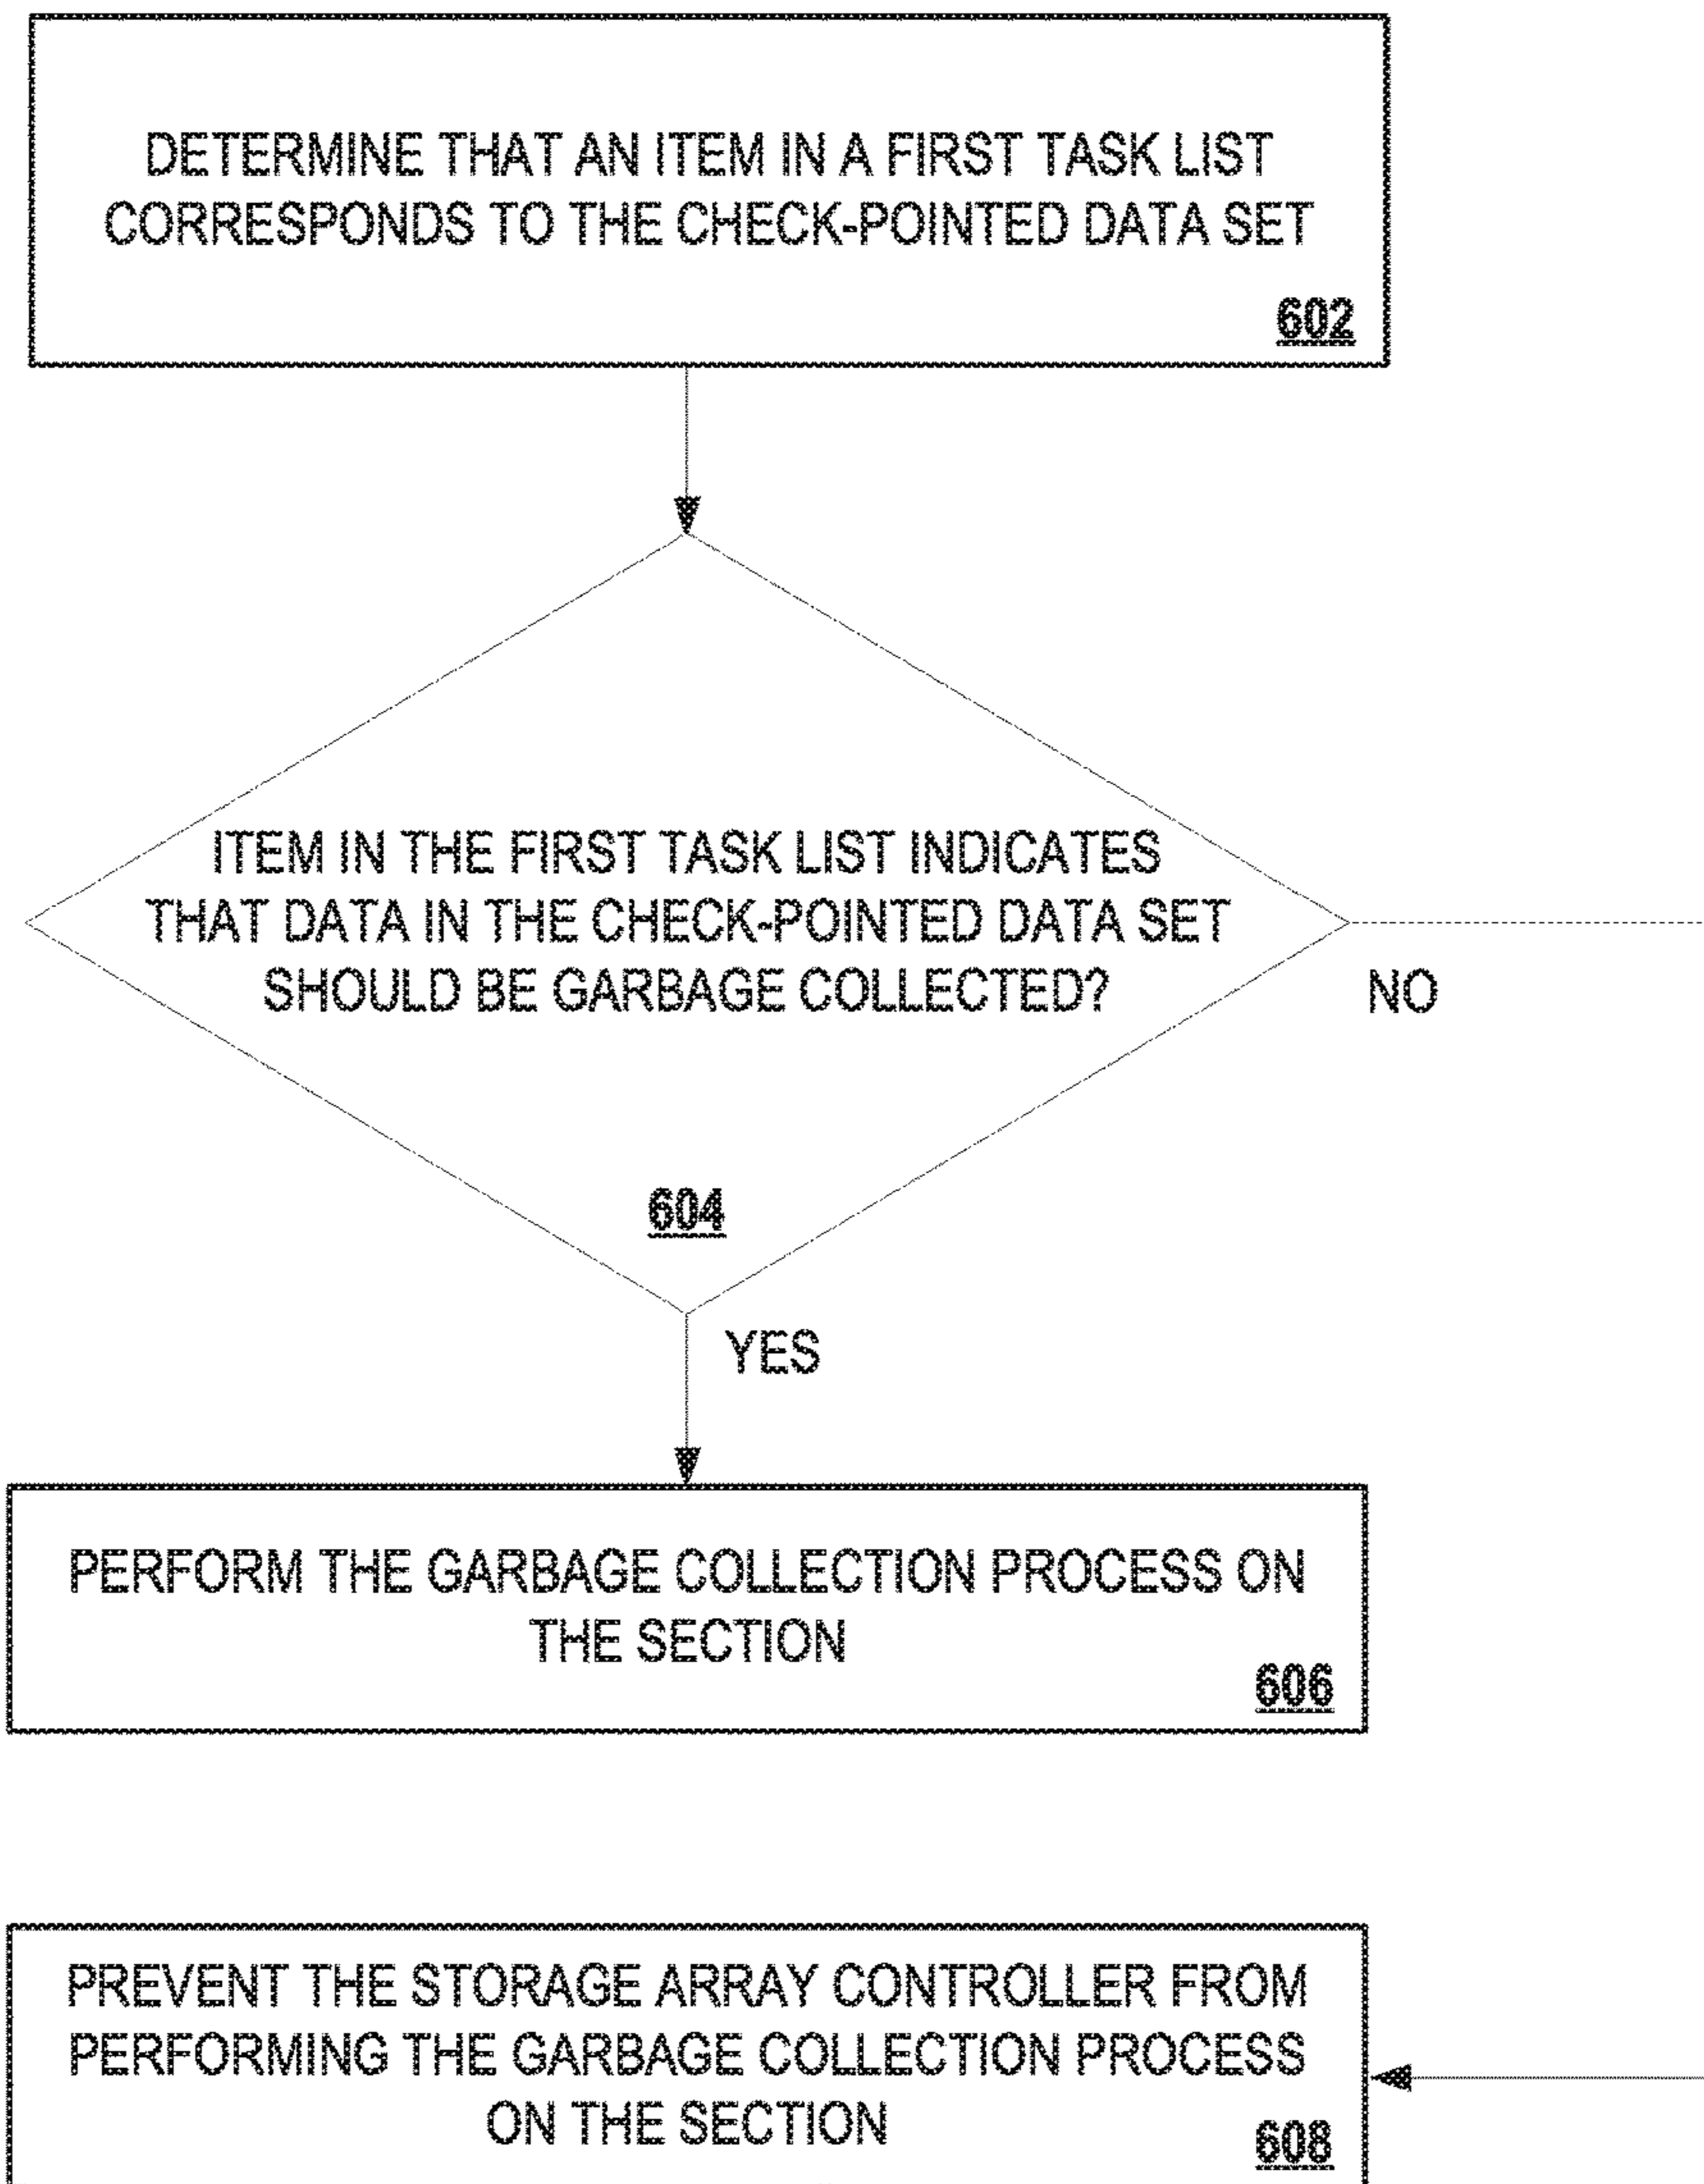 DETERMINE THAT AN ITEM IN A FIRST TASK LIST
CORRESPONDS TO THE CHECK-POINTED DATA SET
602
ITEM IN THE FIRST TASK LIST INDICATES
THAT DATA IN THE CHECK-POINTED DATA SET
SHOULD BE GARBAGE COLLECTED?
NO
604
YES
PERFORM THE GARBAGE COLLECTION PROCESS ON
THE SECTION
606
PREVENT THE STORAGE ARRAY CONTROLLER FROM
PERFORMING THE GARBAGE COLLECTION PROCESS
ON THE SECTION
608